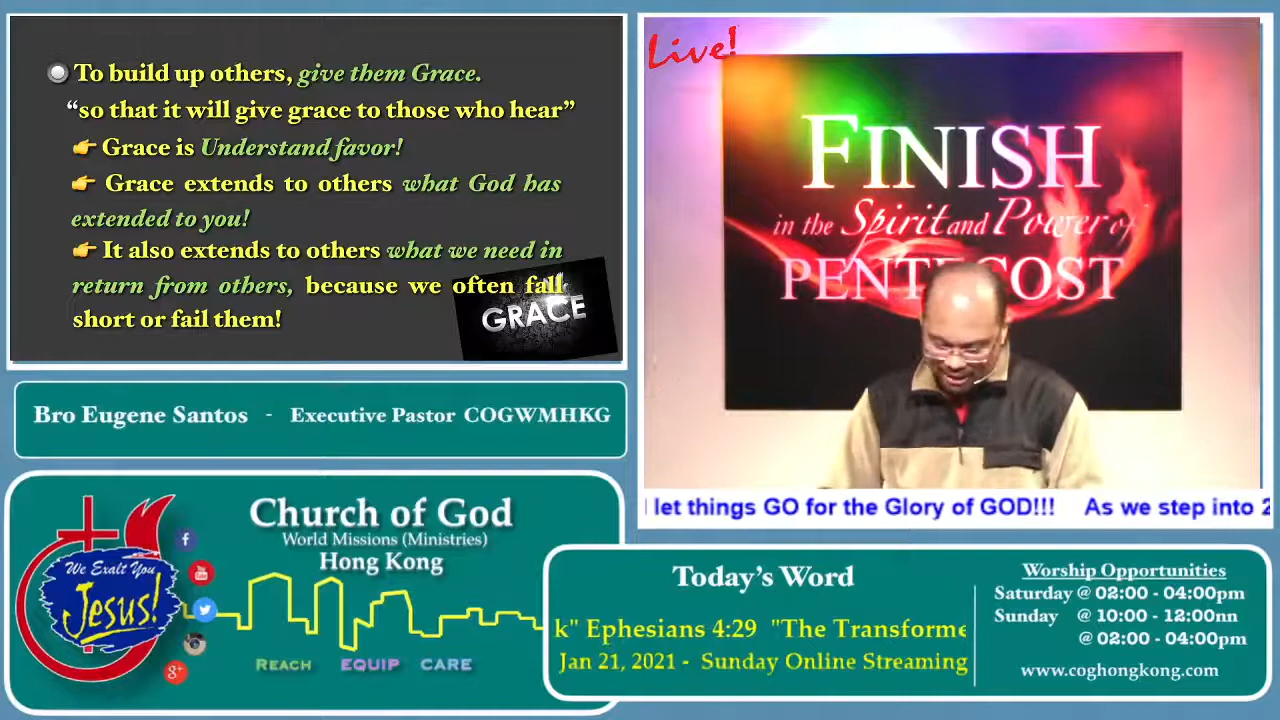 To build up others, give them Grace.
“so that it will give grace to those who hear”
Grace is Understand favor!
Grace extends to others what God has
extended to you!
It also extends to others what we need in
return from others, because we often fall
short or fail them!
GRACE
Bro Eugene Santos - Executive Pastor COGWMHKG
Live!
FINISH
in the Spirit and Power of
PENTECOST
let things GO for the Glory of GOD!!! As we step into 2
Church of God
World Missions (Ministries)
Hong Kong
We Exalt You
Jesus!
REACH EQUIP CARE
Today's Word
k" Ephesians 4:29 "The Transforme
Jan 21, 2021 - Sunday Online Streaming
Worship Opportunities
Saturday @ 02:00 - 04:00pm
Sunday @ 10:00 - 12:00nn
@ 02:00 - 04:00pm
www.coghongkong.com